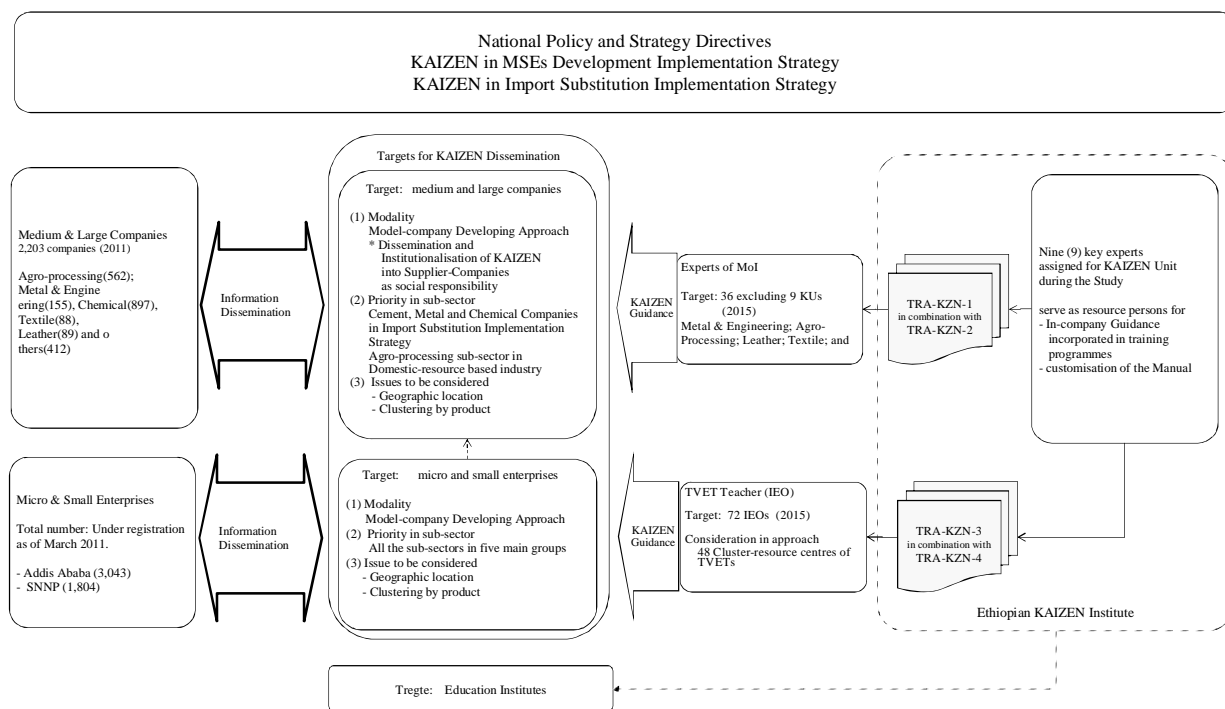 National Policy and Strategy Directives
KAIZEN in MSEs Development Implementation Strategy
KAIZEN in Import Substitution Implementation Strategy
Medium & Large Companies
2,203 companies (2011)
Agro-processing(562);
Metal & Engine
ering(155), Chemical(897),
Textile(88),
Leather(89) and o
thers(412)
Information
Dissemination
Targets for KAIZEN Dissemination
Target: medium and large companies
(1) Modality
Model-company Developing Approach
* Dissemination and
Institutionalisation of KAIZEN
into Supplier-Companies
as social responsibility
(2) Priority in sub-sector
Cement, Metal and Chemical Companies
in Import Substitution Implementation
Strategy
Agro-processing sub-sector in
Domestic-resource based industry
(3) Issues to be considered
- Geographic location
- Clustering by product
KAIZEN
Guidance
Experts of MoI
Target: 36 excluding 9 KUs
(2015)
Metal & Engineering; Agro-
Processing; Leather; Textile; and
TRA-KZN-1
in combination with
TRA-KZN-2
Nine (9) key experts
assigned for KAIZEN Unit
during the Study
serve as resource persons for
- In-company Guidance
incorporated in training
programmes
- customisation of the Manual
Micro & Small Enterprises
Total number: Under registration
as of March 2011.
- Addis Ababa (3,043)
- SNNP (1,804)
Information
Dissemination
Target: micro and small enterprises
(1) Modality
Model-company Developing Approach
(2) Priority in sub-sector
All the sub-sectors in five main groups
(3) Issue to be considered
- Geographic location
- Clustering by product
KAIZEN
Guidance
TVET Teacher (IEO)
Target: 72 IEOs (2015)
Consideration in approach
48 Cluster-resource centres of
TVETs
TRA-KZN-3
in combination with
TRA-KZN-4
Ethiopian KAIZEN Institute
Tregte: Education Institutes